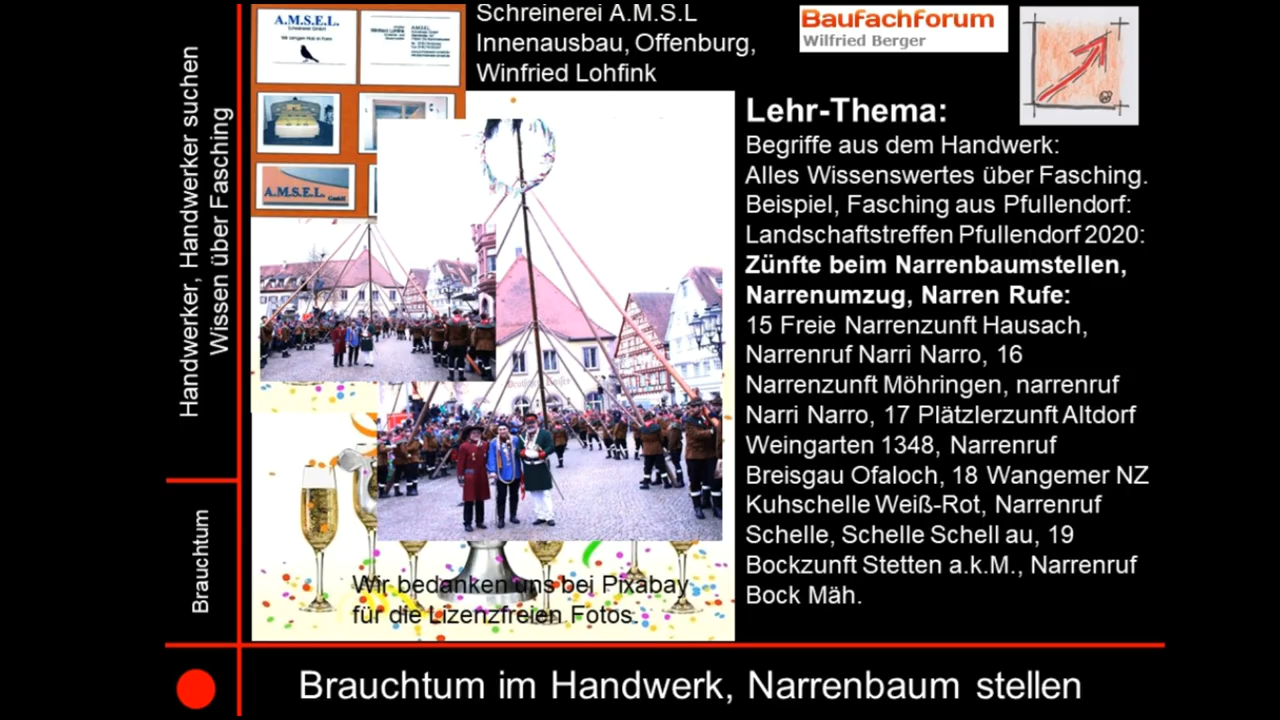 Handwerker, Handwerker suchen
Wissen über Fasching
Brauchtum
A.M.S.E.L.
Schreinerei A.M.S.L
Innenausbau, Offenburg,
Winfried Lohfink
A.M.S.E.L. GmbH
Baufachforum
Wilfried Berger
Lehr-Thema:
Begriffe aus dem Handwerk:
Alles Wissenswertes über Fasching.
Beispiel, Fasching aus Pfullendorf:
Landschaftstreffen Pfullendorf 2020:
Zünfte beim Narrenbaumstellen,
Narrenumzug, Narren Rufe:
15 Freie Narrenzunft Hausach,
Narrenruf Narri Narro, 16
Narrenzunft Möhringen, narrenruf
Narri Narro, 17 Plätzlerzunft Altdorf
Weingarten 1348, Narrenruf
Breisgau Ofaloch, 18 Wangemer NZ
Kuhschelle Weiß-Rot, Narrenruf
Schelle, Schelle Schell au, 19
Bockzunft Stetten a.k.M., Narrenruf
Bock Mäh.
Wir bedanken uns bei Pixabay
für die Lizenzfreien Fotos.
Brauchtum im Handwerk, Narrenbaum stellen